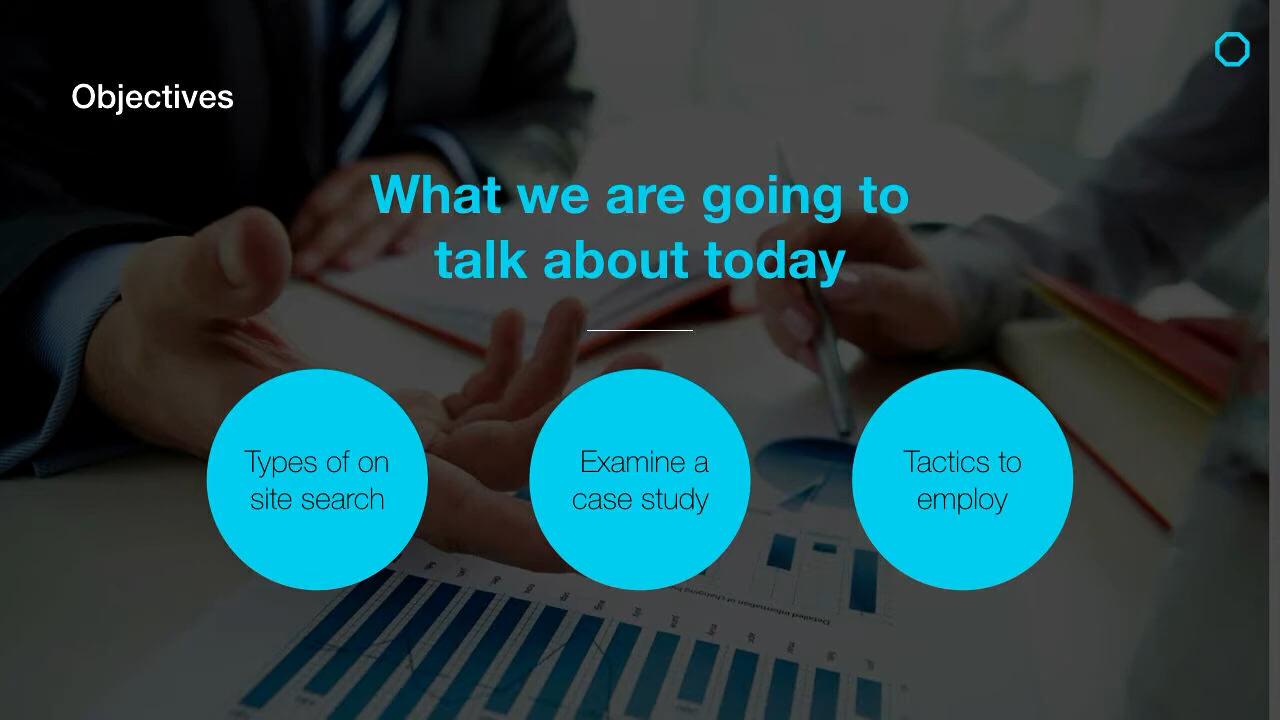 Objectives
What we are going to
talk about today
Types of on
site search
Examine a
case study
Tactics to
employ